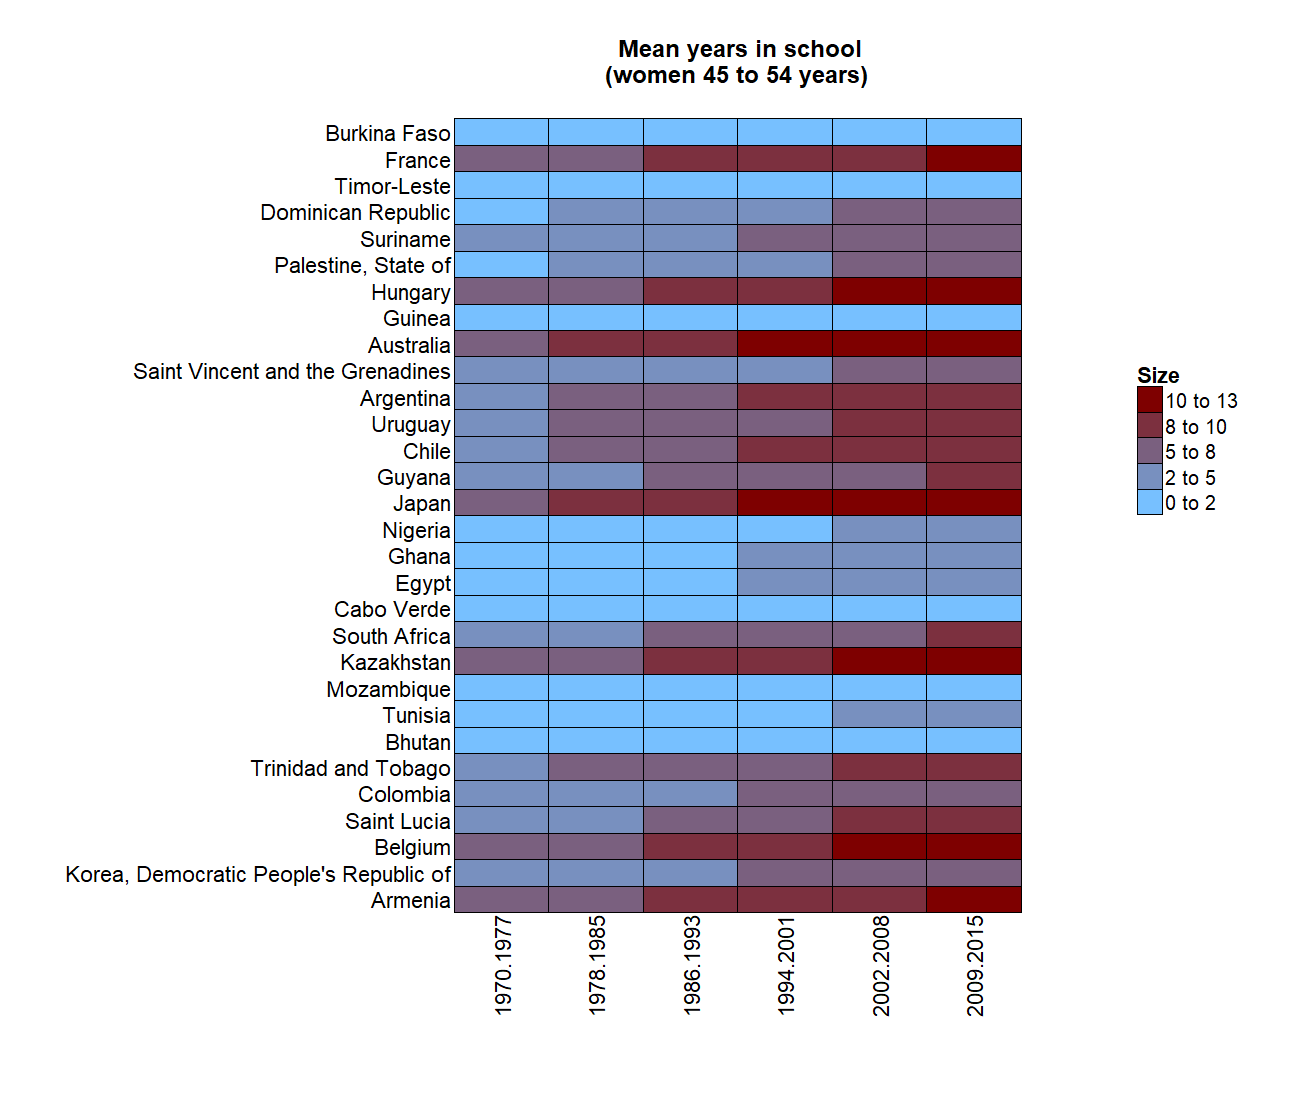 Mean years in school
(women 45 to 54 years)
Burkina Faso
France
Timor-Leste
Dominican Republic
Suriname
Palestine, State of
Hungary
Guinea
Australia
Saint Vincent and the Grenadines
Argentina
Uruguay
Chile
Guyana
Japan
Nigeria
Ghana
Egypt
Cabo Verde
South Africa
Kazakhstan
Mozambique
Tunisia
Bhutan
Trinidad and Tobago
Colombia
Saint Lucia
Belgium
Korea, Democratic People's Republic of
Armenia
1970.1977
1978.1985
1986.1993
1994.2001
2002.2008
2009.2015
Size
10 to 13
8 to 10
5 to 8
2 to 5
0 to 2